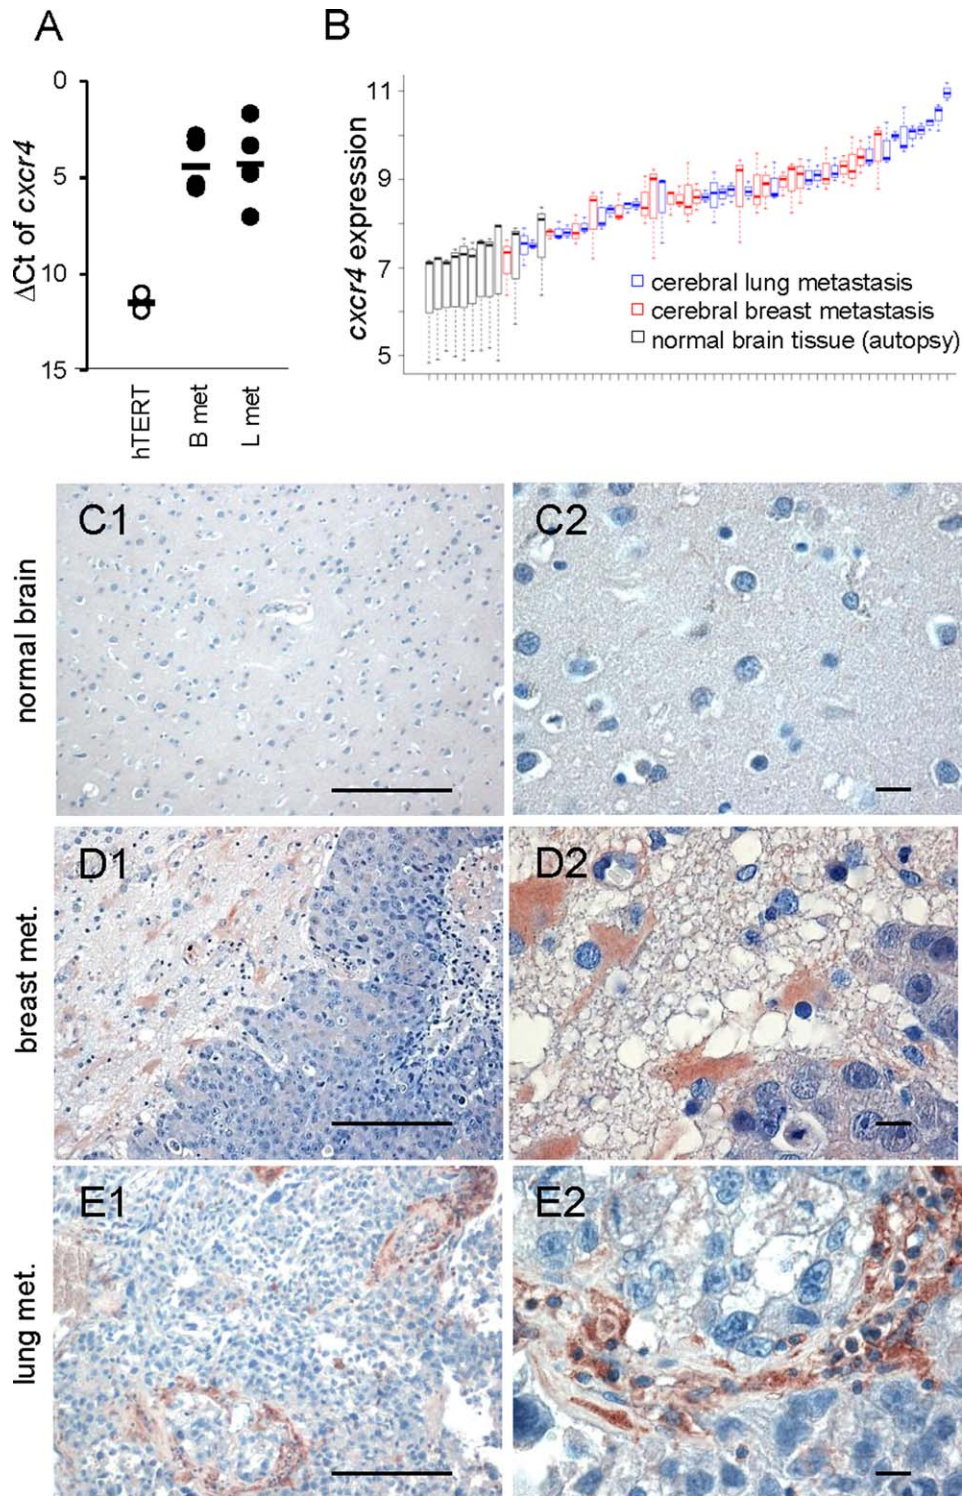 A
B
0
5
10
15
ΔCt of cxcr4
hTERT
B met
L met
11
9
7
5
cxcr4 expression
cerebral lung metastasis
cerebral breast metastasis
normal brain tissue (autopsy)
normal brain
C1
C2
breast met.
D1
D2
lung met.
E1
E2